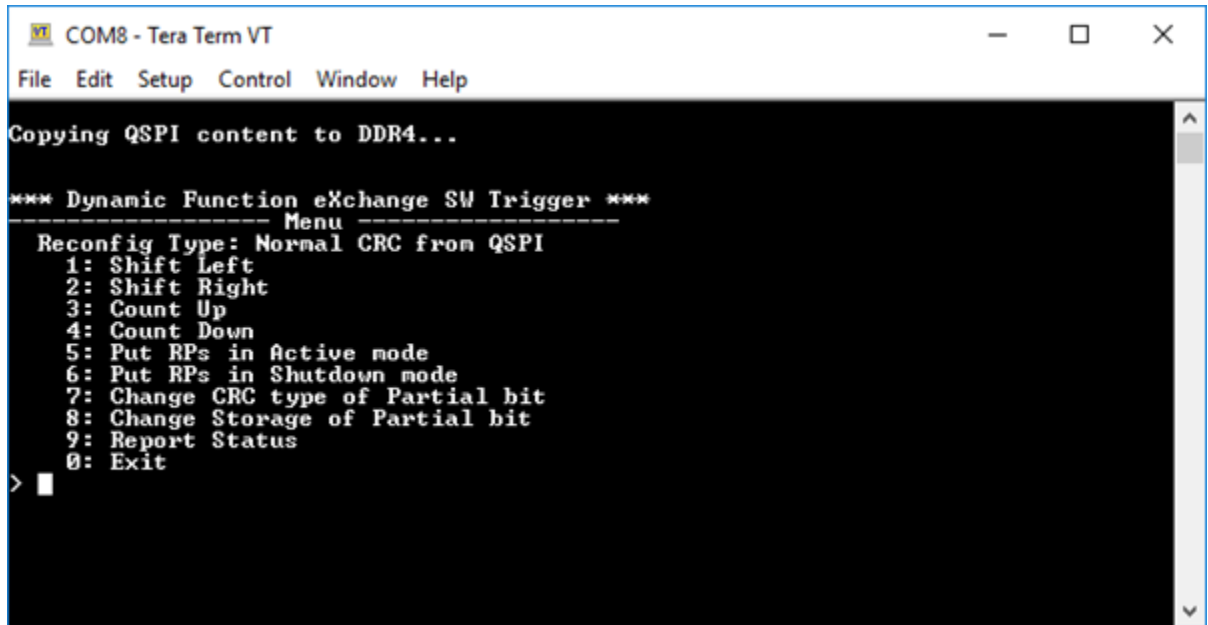 COM8 - Tera Term VT
File Edit Setup Control Window Help
Copying QSPI content to DDR4...
*** Dynamic Function eXchange SW Trigger ***
------------------ Menu ------------------
Reconfig Type: Normal CRC from QSPI
1: Shift Left
2: Shift Right
3: Count Up
4: Count Down
5: Put RPs in Active mode
6: Put RPs in Shutdown mode
7: Change CRC type of Partial bit
8: Change Storage of Partial bit
9: Report Status
0: Exit
>